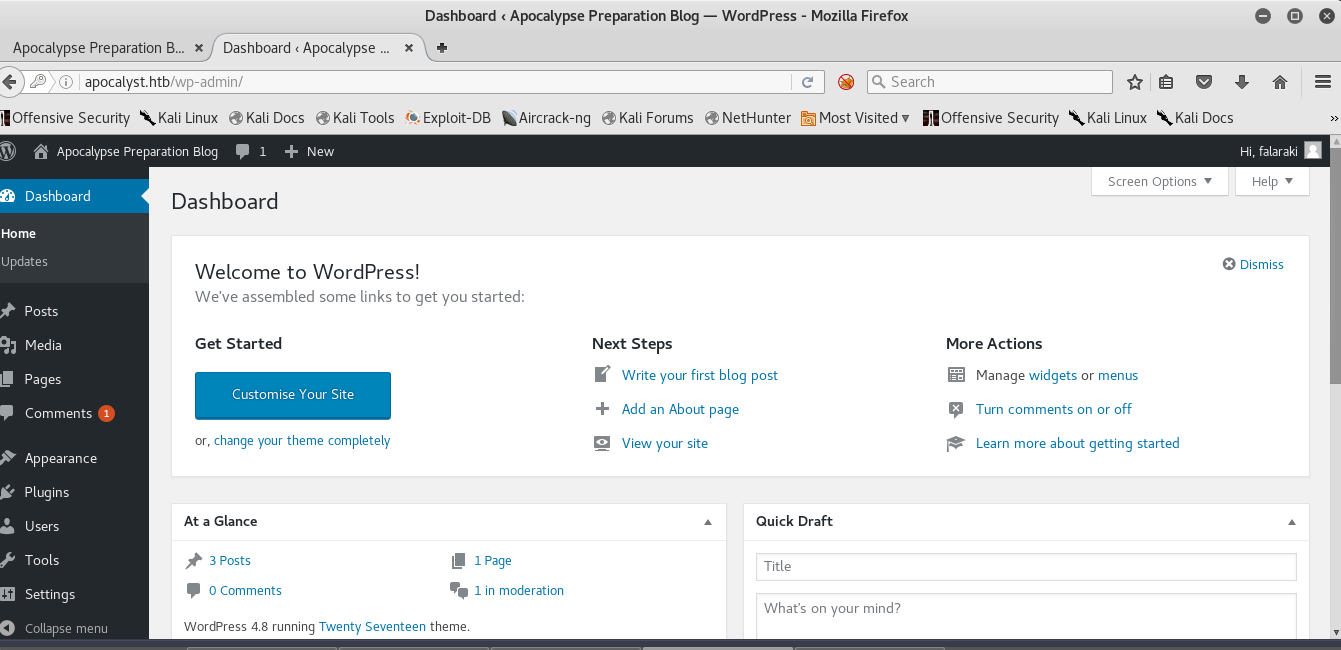 Dashboard ‹ Apocalypse Preparation Blog — WordPress - Mozilla Firefox
Apocalypse Preparation B... Dashboard ‹ Apocalypse ...
apocalyst.htb/wp-admin/ Search
Offensive Security Kali Linux Kali Docs Kali Tools Exploit-DB Aircrack-ng Kali Forums NetHunter Most Visited Offensive Security Kali Linux Kali Docs »
Apocalypse Preparation Blog 1 New Hi, falaraki
Screen Options Help
Dashboard
Home
Updates
Posts
Media
Pages
Comments 1
Appearance
Plugins
Users
Tools
Settings
Collapse menu
Dashboard
Welcome to WordPress! Dismiss
We've assembled some links to get you started:
Get Started
Customise Your Site
or, change your theme completely
Next Steps
Write your first blog post
Add an About page
View your site
More Actions
Manage widgets or menus
Turn comments on or off
Learn more about getting started
At a Glance
3 Posts 1 Page
0 Comments 1 in moderation
WordPress 4.8 running Twenty Seventeen theme.
Quick Draft
Title
What's on your mind?